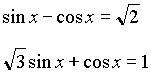 sin x − cos x = √2
√3 sin x + cos x = 1